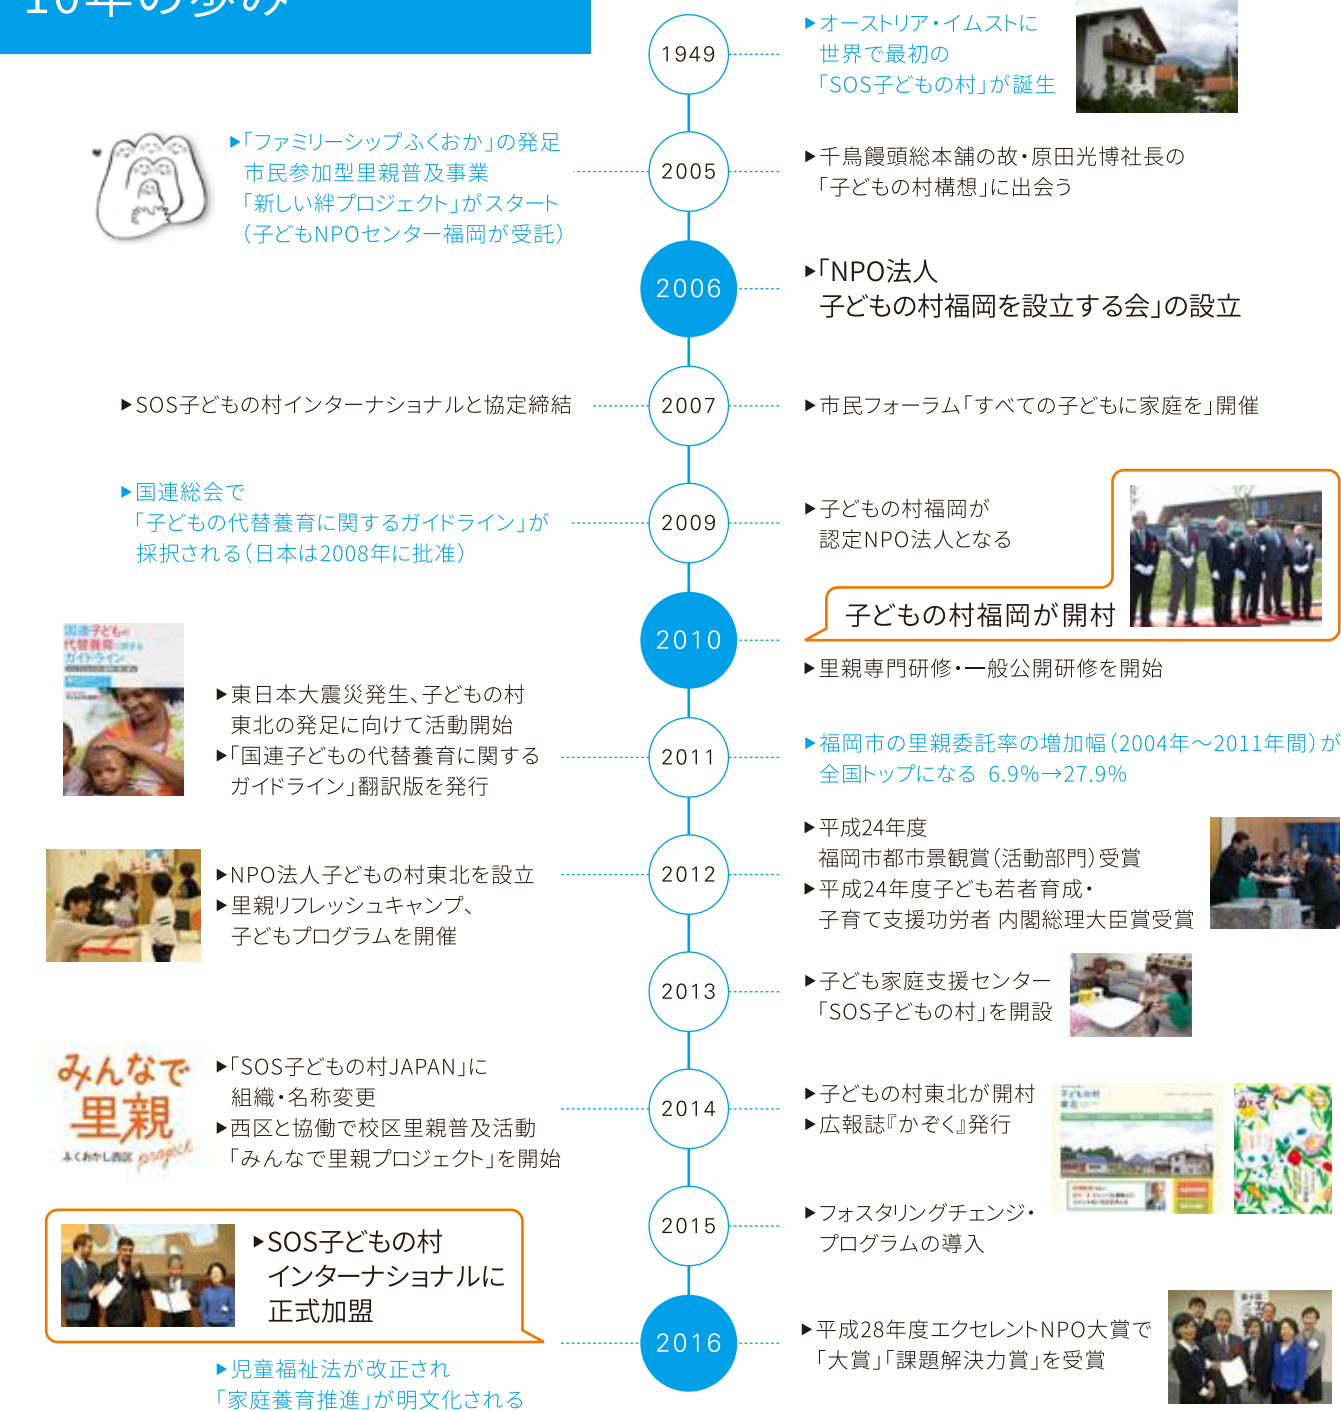 10年の歩み
1949
▶オーストリア・イムストに
世界で最初の
「SOS子どもの村」が誕生
▶「ファミリーシップふくおか」の発足
市民参加型里親普及事業
「新しい絆プロジェクト」がスタート
（子どもNPOセンター福岡が受託）
2005
▶千鳥饅頭総本舗の故・原田光博社長の
「子どもの村構想」に出会う
2006
▶「NPO法人
子どもの村福岡を設立する会」の設立
▶SOS子どもの村インターナショナルと協定締結
2007
▶市民フォーラム「すべての子どもに家庭を」開催
▶国連総会で
「子どもの代替養育に関するガイドライン」が
採択される（日本は2008年に批准）
2009
▶子どもの村福岡が
認定NPO法人となる
2010
子どもの村福岡が開村
▶里親専門研修・一般公開研修を開始
国連子どもの
代替養育に関する
ガイドライン
▶東日本大震災発生、子どもの村
東北の発足に向けて活動開始
▶「国連子どもの代替養育に関する
ガイドライン」翻訳版を発行
2011
▶福岡市の里親委託率の増加幅（2004年～2011年間）が
全国トップになる 6.9%→27.9%
▶NPO法人子どもの村東北を設立
▶里親リフレッシュキャンプ、
子どもプログラムを開催
2012
▶平成24年度
福岡市都市景観賞（活動部門）受賞
▶平成24年度子ども若者育成・
子育て支援功労者 内閣総理大臣賞受賞
2013
▶子ども家庭支援センター
「SOS子どもの村」を開設
みんなで
里親
ふくおかし西区 project
▶「SOS子どもの村JAPAN」に
組織・名称変更
▶西区と協働で校区里親普及活動
「みんなで里親プロジェクト」を開始
2014
▶子どもの村東北が開村
▶広報誌『かぞく』発行
子どもの村
東北
かぞ
2015
▶フォスタリングチェンジ・
プログラムの導入
▶SOS子どもの村
インターナショナルに
正式加盟
▶児童福祉法が改正され
「家庭養育推進」が明文化される
2016
▶平成28年度エクセレントNPO大賞で
「大賞」「課題解決力賞」を受賞